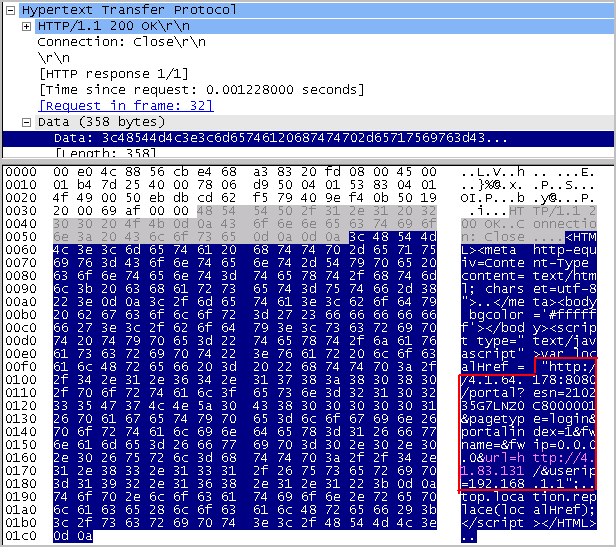 Hypertext Transfer Protocol
HTTP/1.1 200 OK\r\n
Connection: Close\r\n
\r\n
[HTTP response 1/1]
[Time since request: 0.001228000 seconds]
[Request in frame: 32]
Data (358 bytes)
Data: 3c48544d4c3e3c6d65746120687474702d65717569763d43...
[Length: 358]
0000 00 e0 4c 88 56 cb e4 68 a3 83 20 fd 08 00 45 00 ..L.V..h .. ...E.
0010 01 b4 7d 25 40 00 78 06 d9 50 04 01 53 83 04 01 ..}%@.x. .P..S...
0020 4f 49 00 50 eb db cd 62 f5 79 40 9e f4 0b 50 19 OI.P...b .y@...P.
0030 20 00 69 af 00 00 48 54 54 50 2f 31 2e 31 20 32  .i...HT TP/1.1 2
0040 30 30 20 4f 4b 0d 0a 43 6f 6e 6e 65 63 74 69 6f 00 OK..C onnectio
0050 6e 3a 20 43 6c 6f 73 65 0d 0a 0d 0a 3c 48 54 4d n: Close ....<HTM
0060 4c 3e 3c 6d 65 74 61 20 68 74 74 70 2d 65 71 75 L><meta  http-equ
0070 69 76 3d 43 6f 6e 74 65 6e 74 2d 54 79 70 65 20 iv=Conte nt-Type 
0080 63 6f 6e 74 65 6e 74 3d 74 65 78 74 2f 68 74 6d content= text/htm
0090 6c 3b 20 63 68 61 72 73 65 74 3d 75 74 66 2d 38 l; chars et=utf-8
00a0 22 3e 0d 0a 3c 2f 6d 65 74 61 3e 3c 62 6f 64 79 ">..</me ta><body
00b0 20 62 67 63 6f 6c 6f 72 3d 27 23 66 66 66 66 66  bgcolor ='#fffff
00c0 66 27 3e 3c 2f 62 6f 64 79 3e 3c 73 63 72 69 70 f'></bod y><scrip
00d0 74 20 74 79 70 65 3d 22 74 65 78 74 2f 6a 61 76 t type=" text/jav
00e0 61 73 63 72 69 70 74 22 3e 76 61 72 20 6c 6f 63 ascript" >var loc
00f0 61 6c 48 72 65 66 20 3d 20 22 68 74 74 70 3a 2f alHref =  "http:/
0100 2f 34 2e 31 2e 36 34 2e 31 37 38 3a 38 30 38 30 /4.1.64. 178:8080
0110 2f 70 6f 72 74 61 6c 3f 65 73 6e 3d 32 31 30 32 /portal? esn=2102
0120 33 35 47 37 4c 4e 5a 30 43 38 30 30 30 30 30 31 35G7LNZ0 C8000001
0130 26 70 61 67 65 74 79 70 65 3d 6c 6f 67 69 6e 26 &pagetyp e=login&
0140 70 6f 72 74 61 6c 69 6e 64 65 78 3d 31 26 66 77 portalin dex=1&fw
0150 6e 61 6d 65 3d 26 66 77 69 70 3d 30 2e 30 2e 30 name=&fw ip=0.0.0
0160 2e 30 26 75 72 6c 3d 68 74 74 70 3a 2f 2f 34 2e .0&url=h ttp://4.
0170 31 2e 38 33 2e 31 33 31 2f 26 75 73 65 72 69 70 1.83.131 /&userip
0180 3d 31 39 32 2e 31 36 38 2e 31 2e 31 22 3b 0d 0a =192.168 .1.1";..
0190 74 6f 70 2e 6c 6f 63 61 74 69 6f 6e 2e 72 65 70 top.loca tion.rep
01a0 6c 61 63 65 28 6c 6f 63 61 6c 48 72 65 66 29 3b lace(loc alHref);
01b0 3c 2f 73 63 72 69 70 74 3e 3c 2f 48 54 4d 4c 3e </script ></HTML>
01c0 0d 0a ..